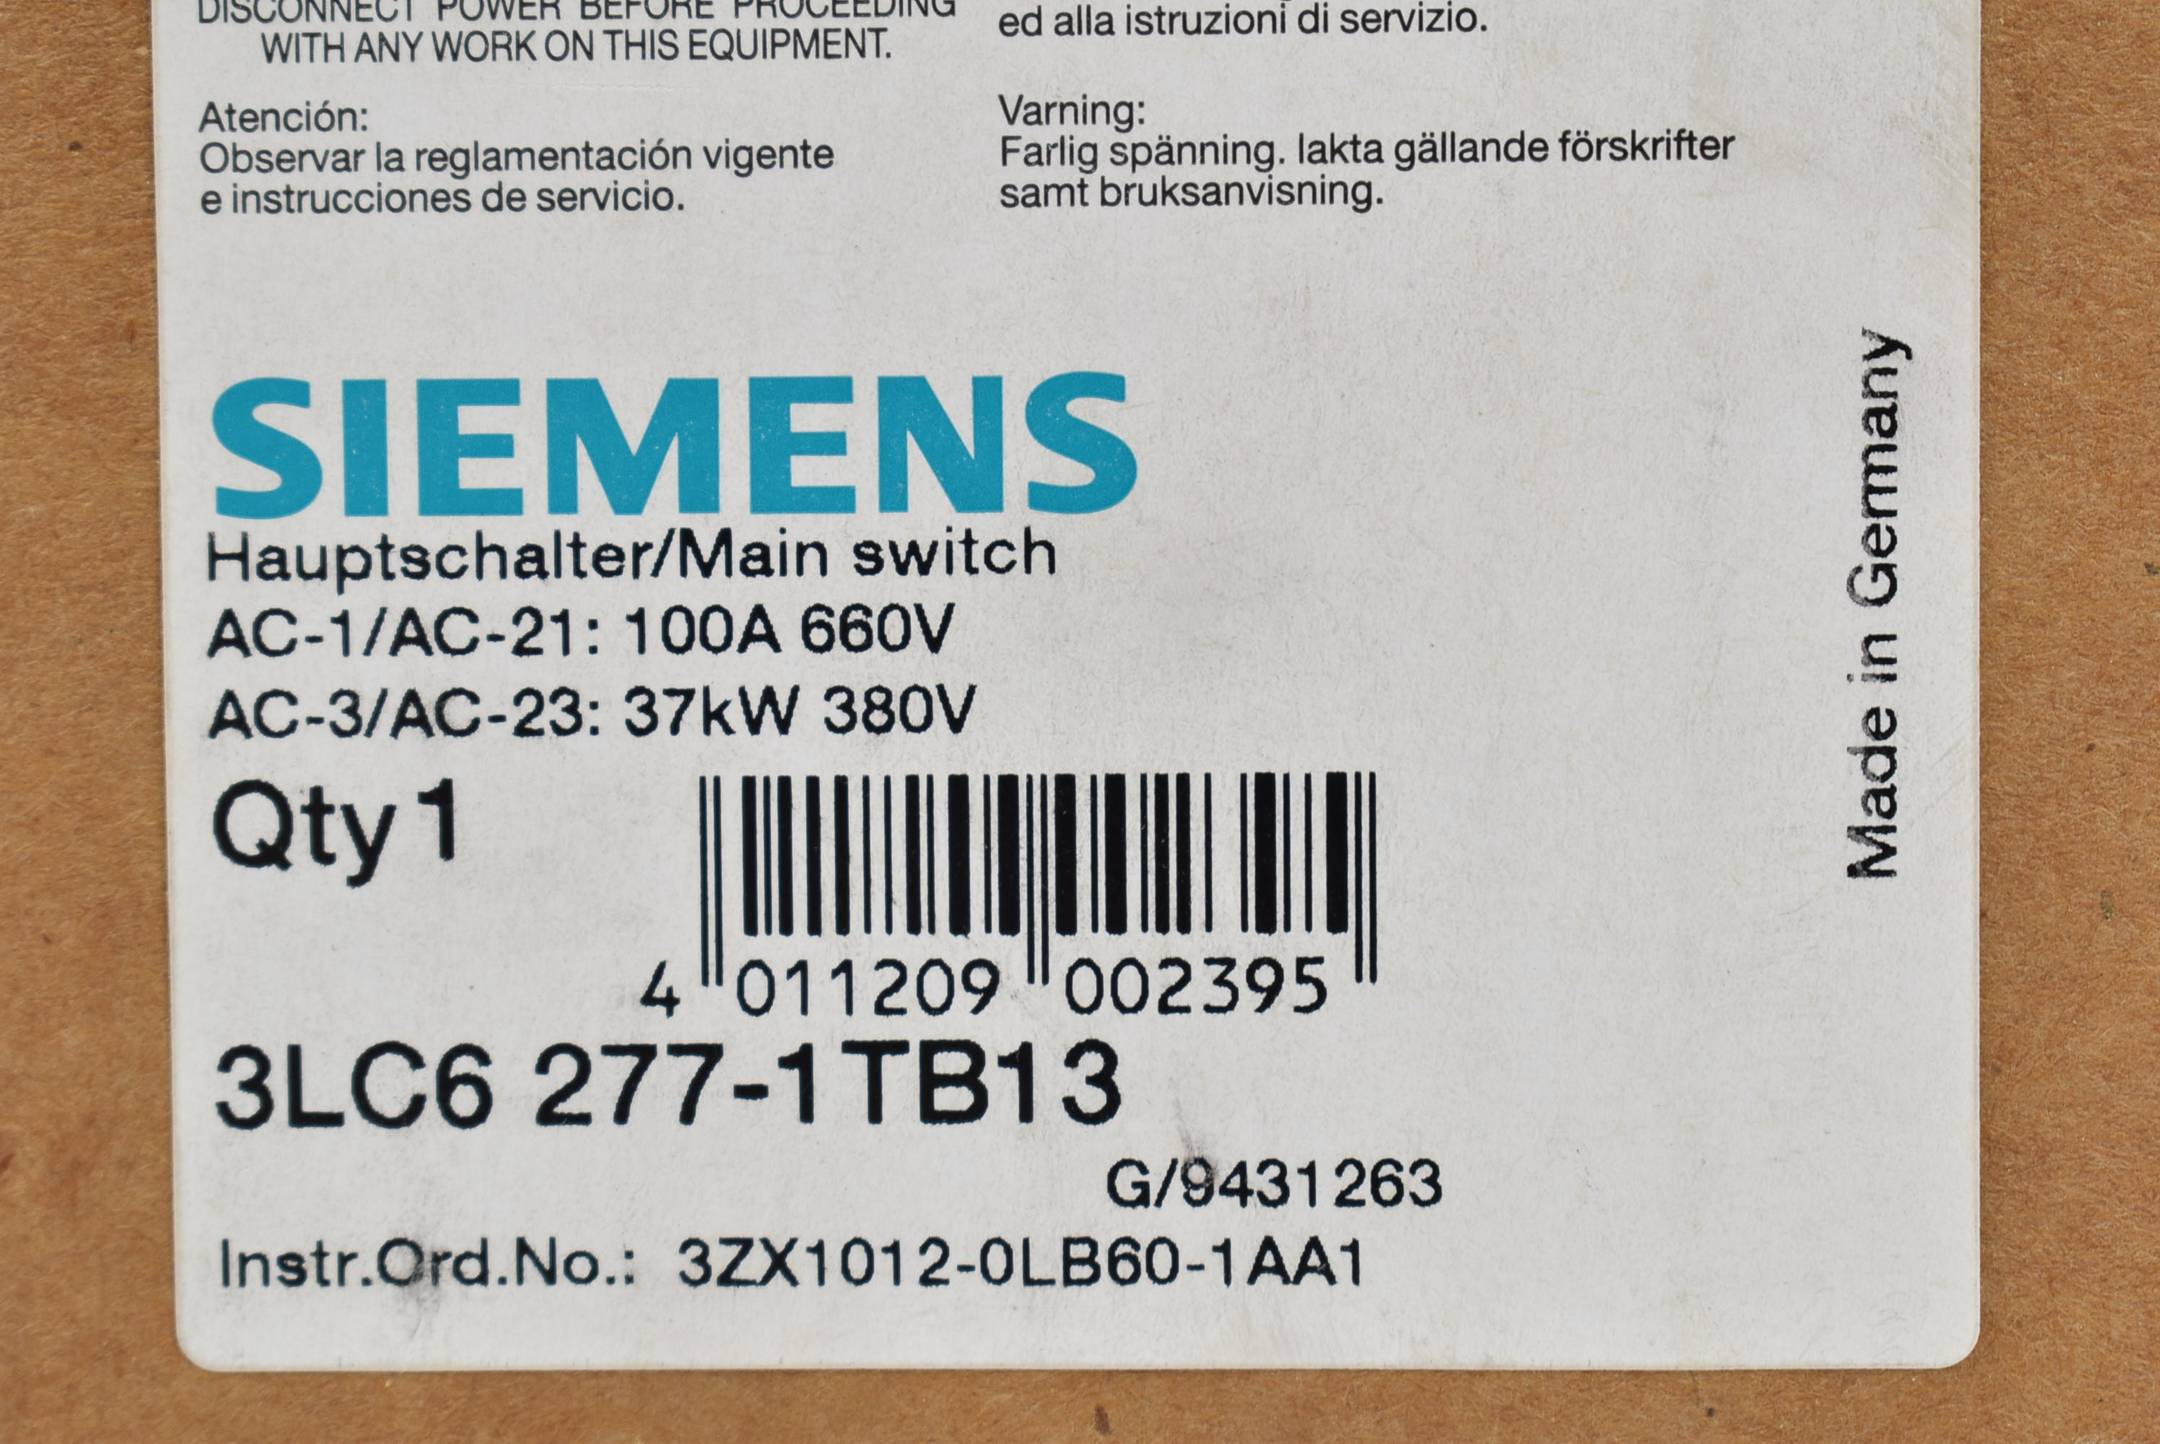 DISCONNECT POWER BEFORE PROCEEDING
WITH ANY WORK ON THIS EQUIPMENT.
Atención:
Observar la reglamentación vigente
e instrucciones de servicio.
ed alla istruzioni di servizio.
Varning:
Farlig spänning. lakta gällande förskrifter
samt bruksanvisning.
SIEMENS
Hauptschalter/Main switch
AC-1/AC-21: 100A 660V
AC-3/AC-23: 37kW 380V
Qty 1
4 011209 002395
3LC6 277-1TB13
G/9431263
Instr.Ord.No.: 3ZX1012-0LB60-1AA1
Made in Germany